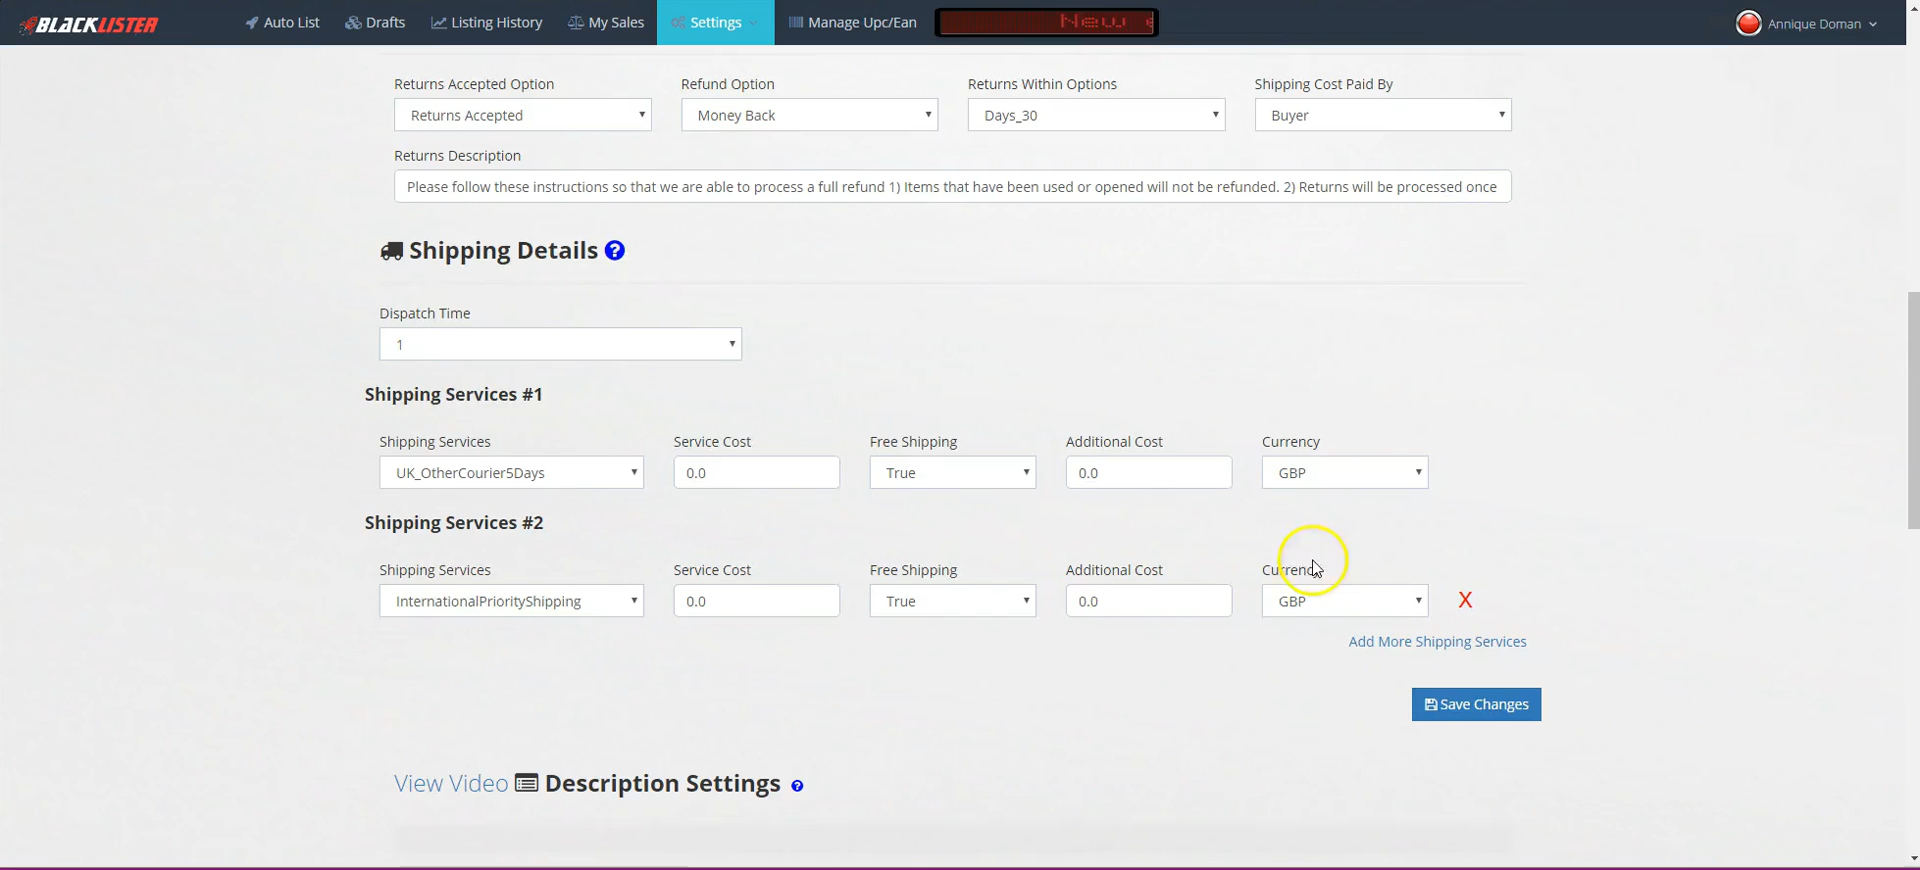 BLACKLISTER Auto List Drafts Listing History My Sales Settings Manage Upc/Ean New Annique Doman
Returns Accepted Option Refund Option Returns Within Options Shipping Cost Paid By
Returns Accepted Money Back Days_30 Buyer
Returns Description
Please follow these instructions so that we are able to process a full refund 1) Items that have been used or opened will not be refunded. 2) Returns will be processed once
Shipping Details ?
Dispatch Time
1
Shipping Services #1
Shipping Services Service Cost Free Shipping Additional Cost Currency
UK_OtherCourier5Days 0.0 True 0.0 GBP
Shipping Services #2
Shipping Services Service Cost Free Shipping Additional Cost Currency
InternationalPriorityShipping 0.0 True 0.0 GBP X
Add More Shipping Services
Save Changes
View Video Description Settings ?